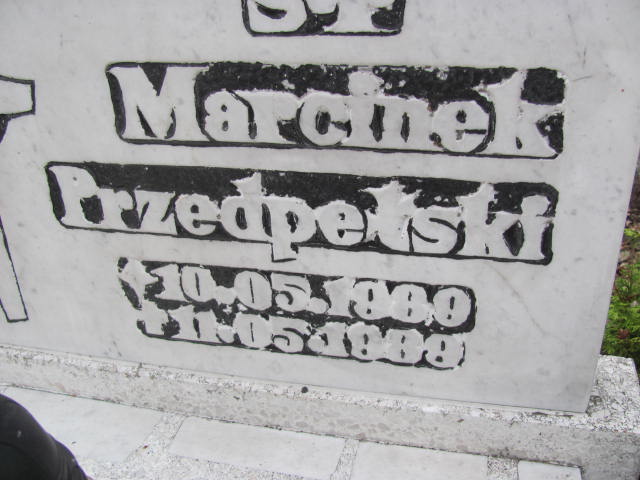 Ś.P.
Marcinek
Przedpełski
10.05.1989
†11.05.1989